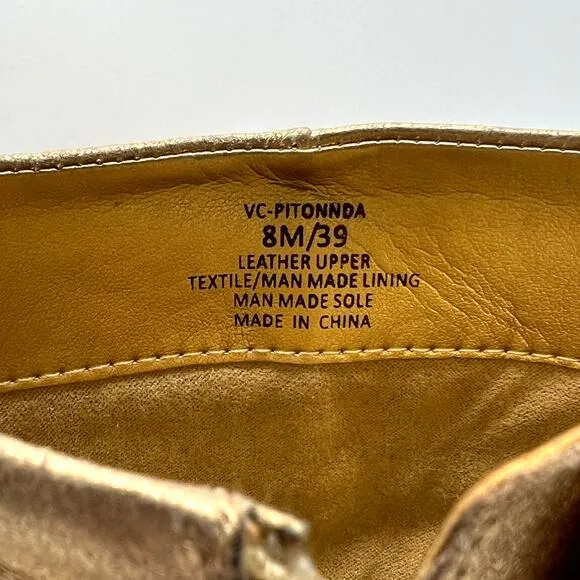 VC-PITONNDA
8M/39
LEATHER UPPER
TEXTILE/MAN MADE LINING
MAN MADE SOLE
MADE IN CHINA